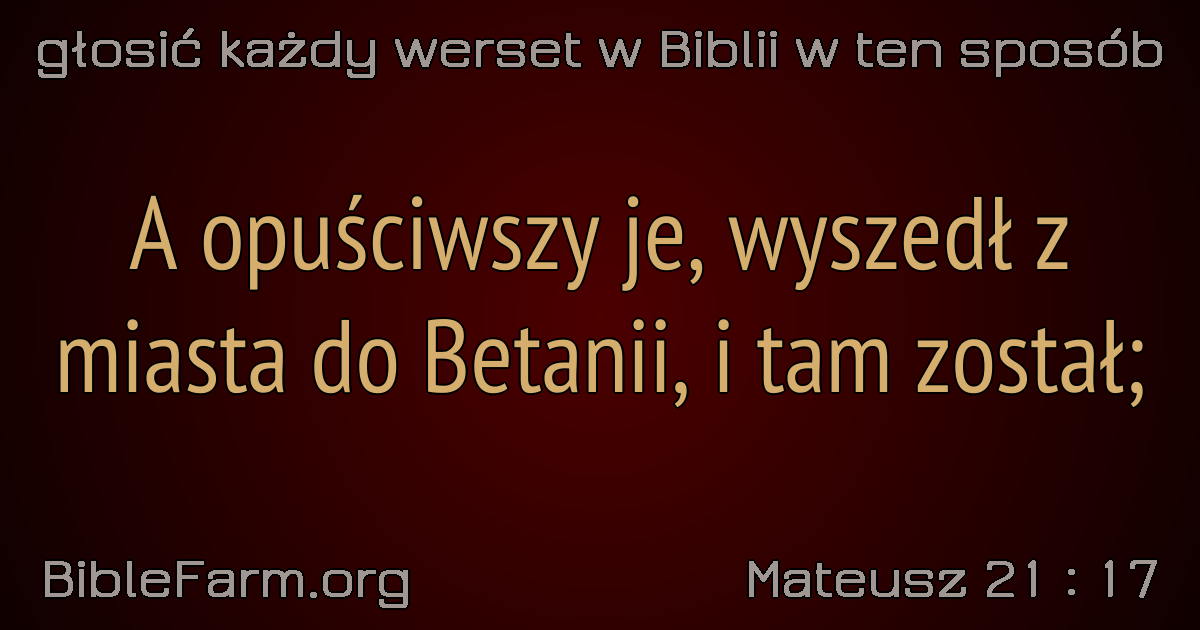 głosić każdy werset w Biblii w ten sposób
A opuściwszy je, wyszedł z
miasta do Betanii, i tam został;
BibleFarm.org
Mateusz 21 : 17